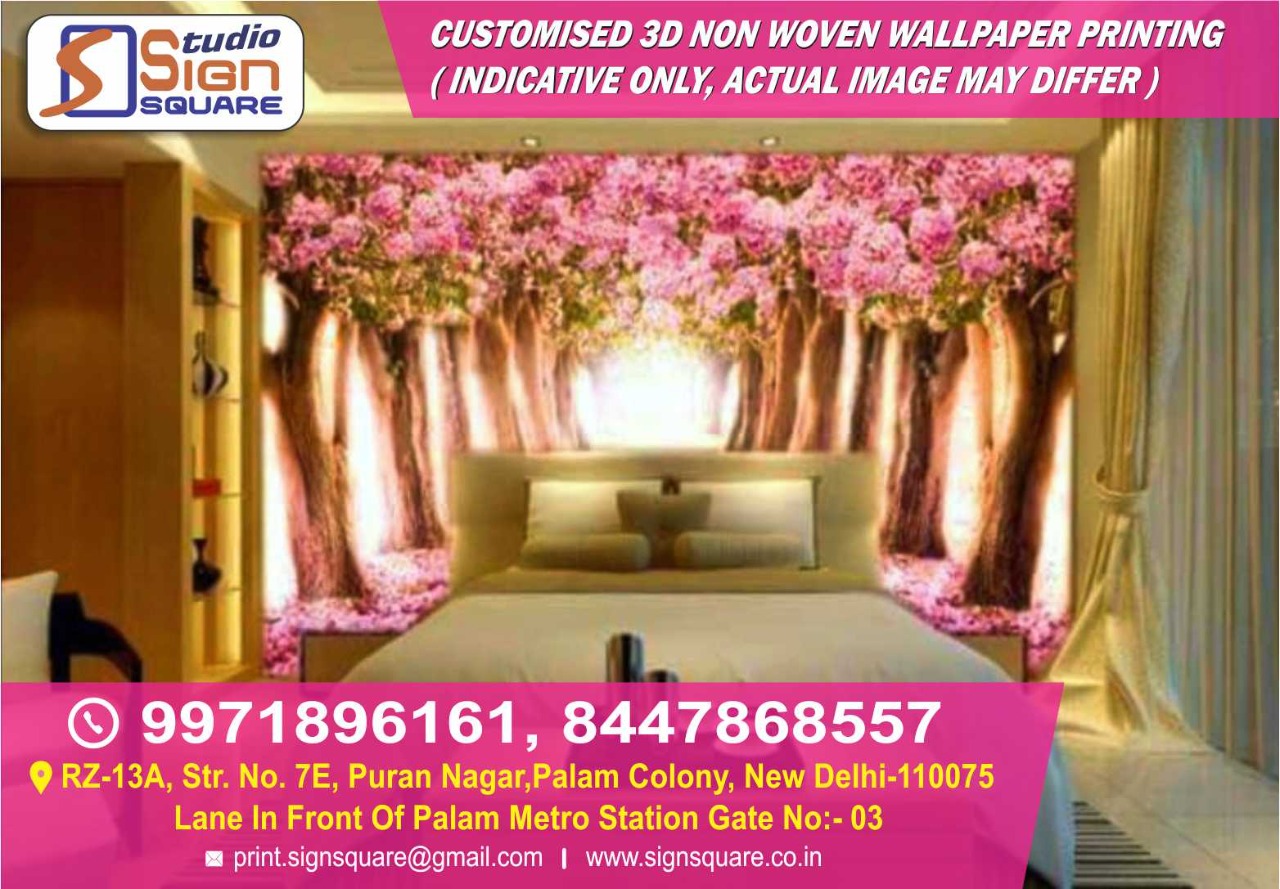 Studio
Sign
SQUARE
CUSTOMISED 3D NON WOVEN WALLPAPER PRINTING
( INDICATIVE ONLY, ACTUAL IMAGE MAY DIFFER )
9971896161, 8447868557
RZ-13A, Str. No. 7E, Puran Nagar,Palam Colony, New Delhi-110075
Lane In Front Of Palam Metro Station Gate No:- 03
print.signsquare@gmail.com | www.signsquare.co.in